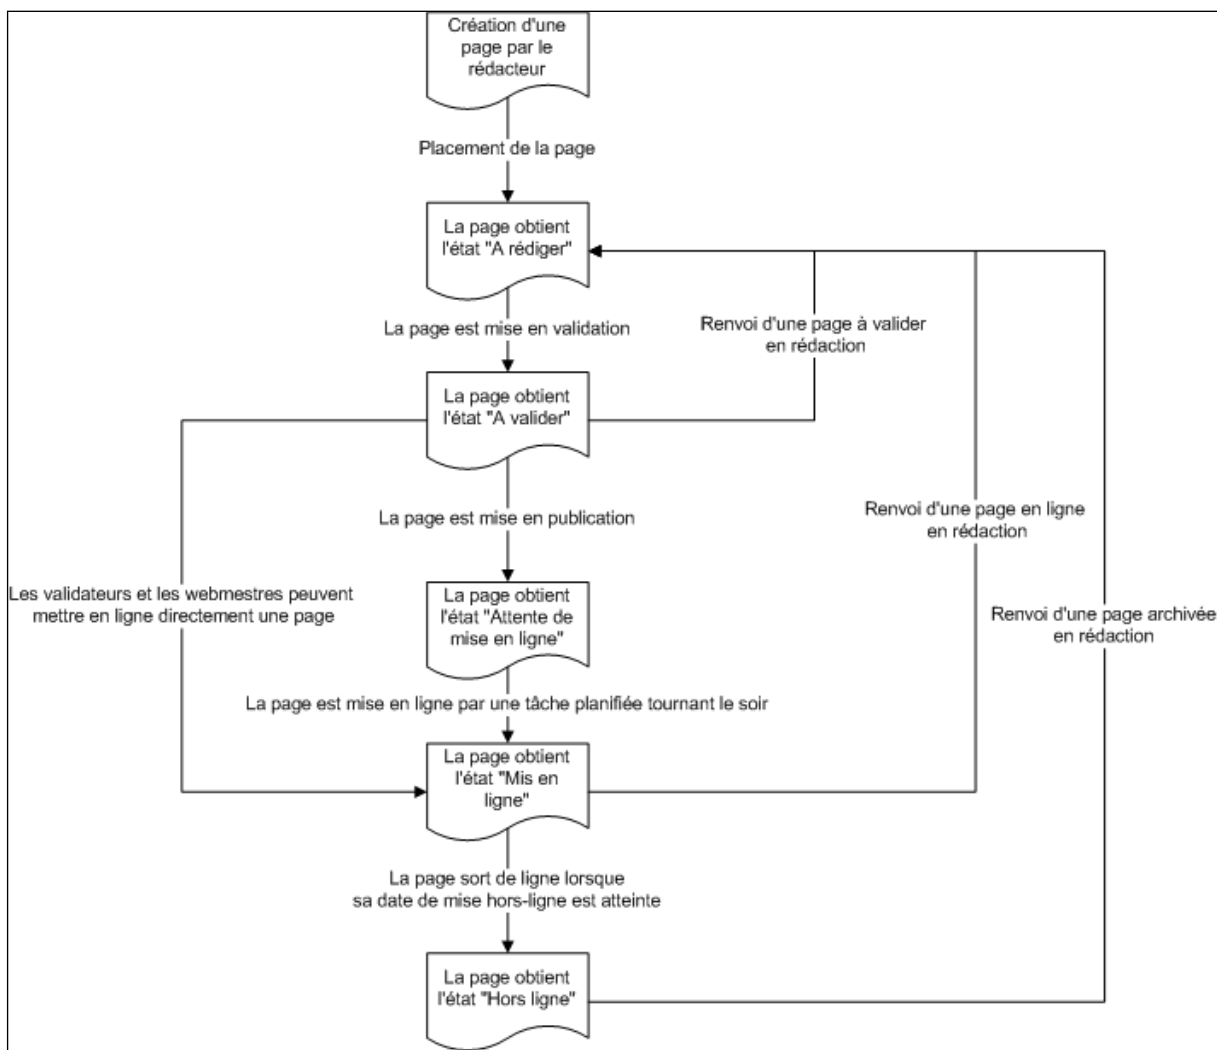 Création d'une
page par le
rédacteur
Placement de la page
La page obtient
l'état "A rédiger"
La page est mise en validation
Renvoi d'une page à valider
en rédaction
La page obtient
l'état "A valider"
Renvoi d'une page en ligne
en rédaction
La page est mise en publication
Les validateurs et les webmestres peuvent
mettre en ligne directement une page
La page obtient
l'état "Attente de
mise en ligne"
Renvoi d'une page archivée
en rédaction
La page est mise en ligne par une tâche planifiée tournant le soir
La page obtient
l'état "Mis en
ligne"
La page sort de ligne lorsque
sa date de mise hors-ligne est atteinte
La page obtient
l'état "Hors ligne"